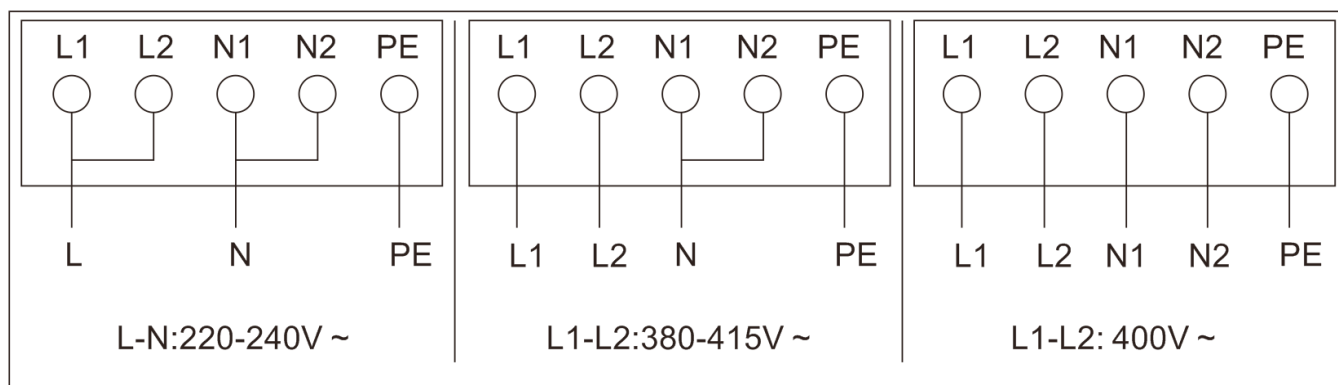 L1 L2 N1 N2 PE
L N PE
L-N:220-240V ~
L1 L2 N1 N2 PE
L1 L2 N PE
L1-L2:380-415V ~
L1 L2 N1 N2 PE
L1 L2 N1 N2 PE
L1-L2: 400V ~